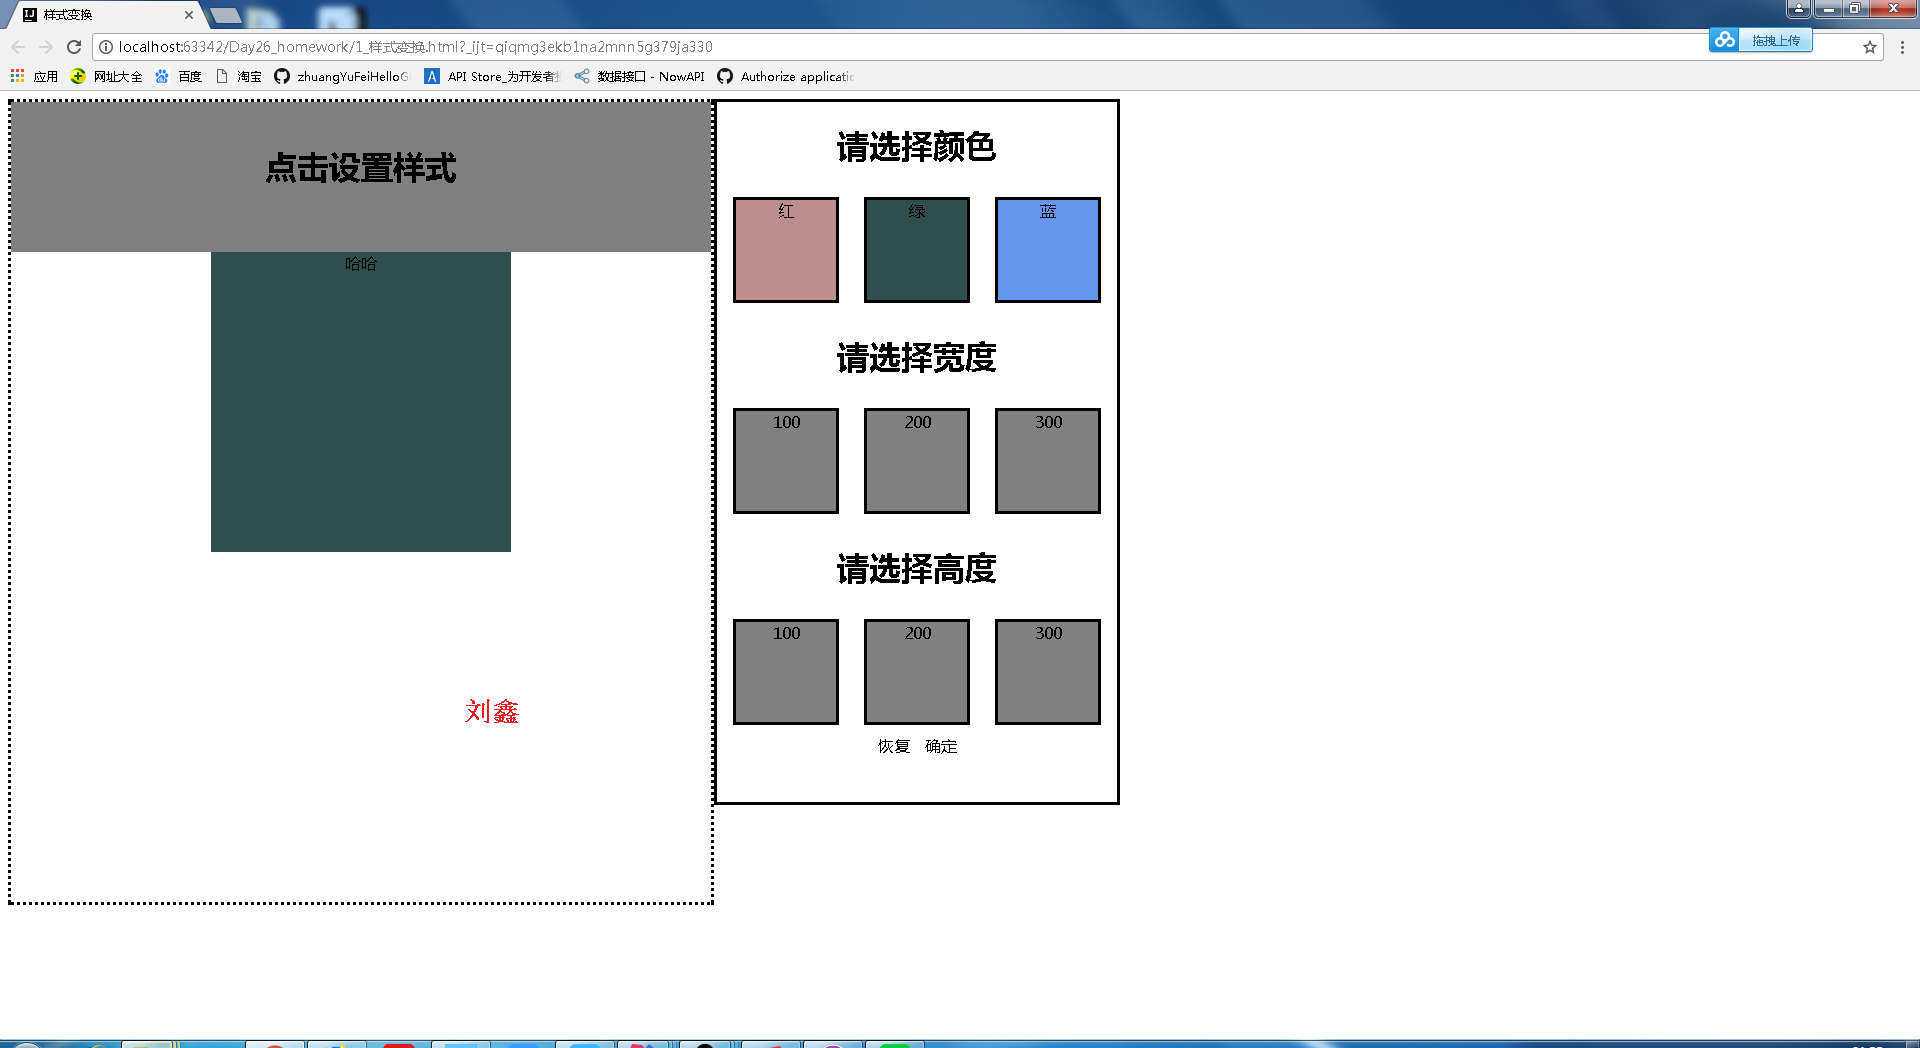 样式变换
localhost:63342/Day26_homework/1_样式变换.html?_ijt=qiqmg3ekb1na2mnn5g379ja330
拖拽上传
应用 网址大全 百度 淘宝 zhuangYuFeiHelloG API Store_为开发者 数据接口 - NowAPI Authorize applicatio
点击设置样式
哈哈
刘鑫
请选择颜色
红 绿 蓝
请选择宽度
100 200 300
请选择高度
100 200 300
恢复 确定